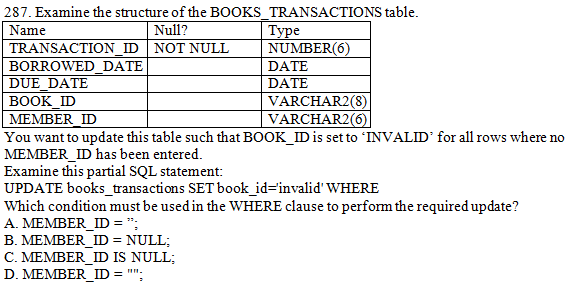 287. Examine the structure of the BOOKS_TRANSACTIONS table.
Name Null? Type
TRANSACTION_ID NOT NULL NUMBER(6)
BORROWED_DATE DATE
DUE_DATE DATE
BOOK_ID VARCHAR2(8)
MEMBER_ID VARCHAR2(6)
You want to update this table such that BOOK_ID is set to ‘INVALID’ for all rows where no
MEMBER_ID has been entered.
Examine this partial SQL statement:
UPDATE books_transactions SET book_id='invalid' WHERE
Which condition must be used in the WHERE clause to perform the required update?
A. MEMBER_ID = ”;
B. MEMBER_ID = NULL;
C. MEMBER_ID IS NULL;
D. MEMBER_ID = "";